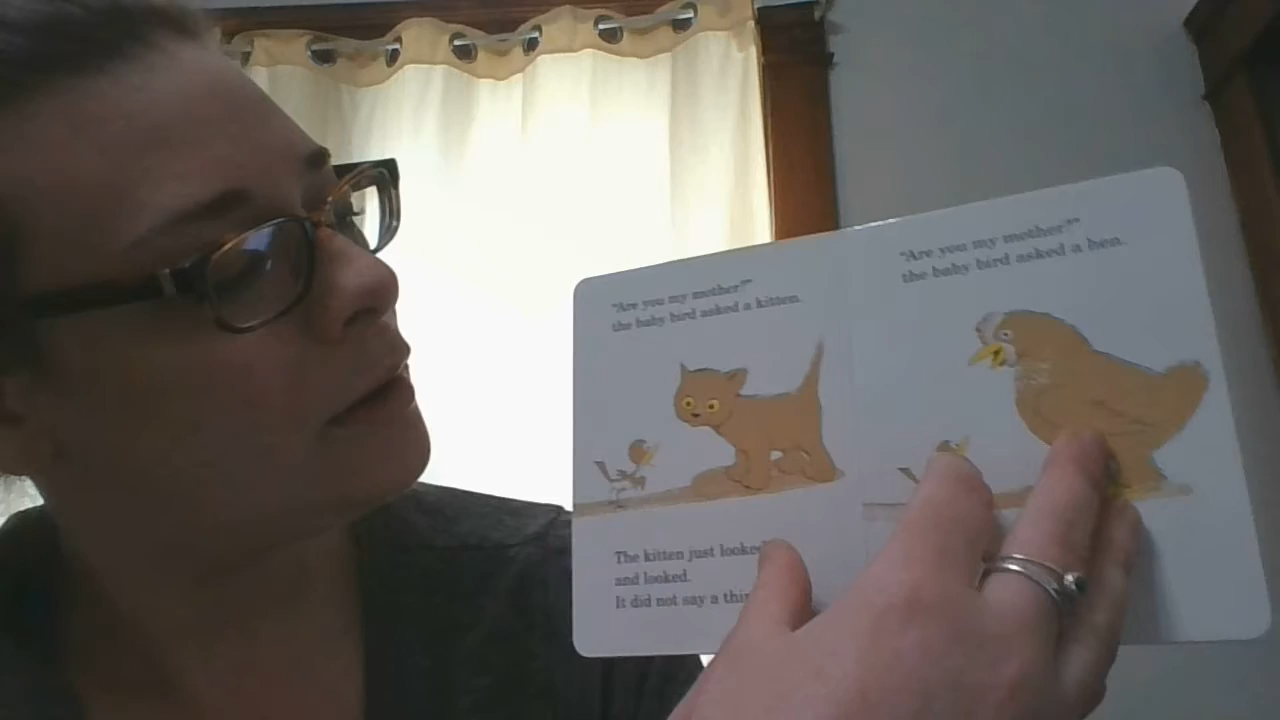 "Are you my mother?"
the baby bird asked a kitten.
The kitten just looked
and looked.
It did not say a
"Are you my mother?"
the baby bird asked a hen.